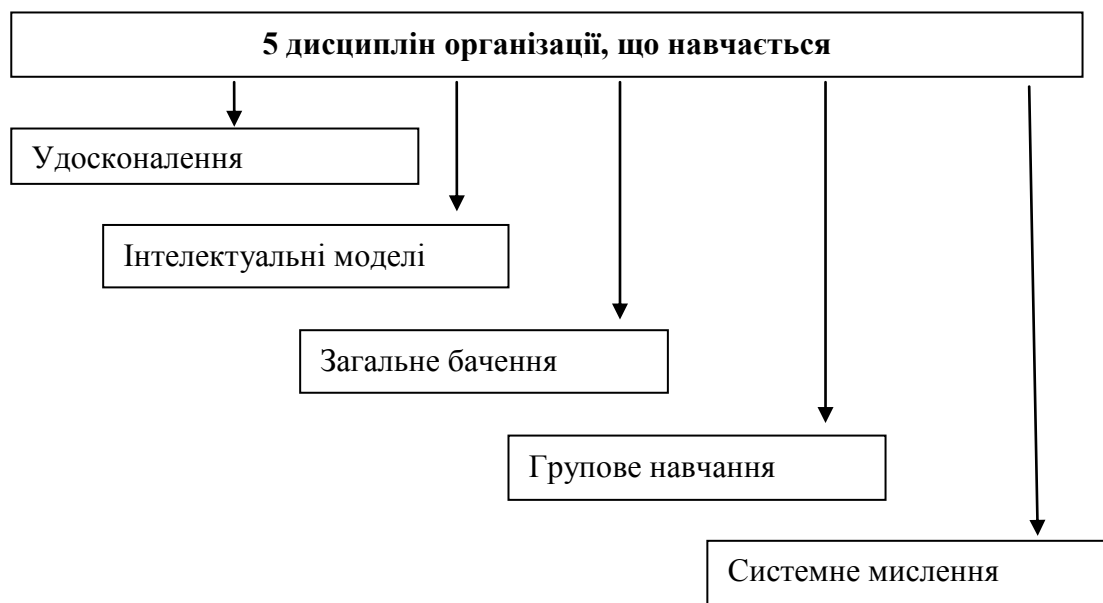 5 дисциплін організації, що навчається
Удосконалення
Інтелектуальні моделі
Загальне бачення
Групове навчання
Системне мислення